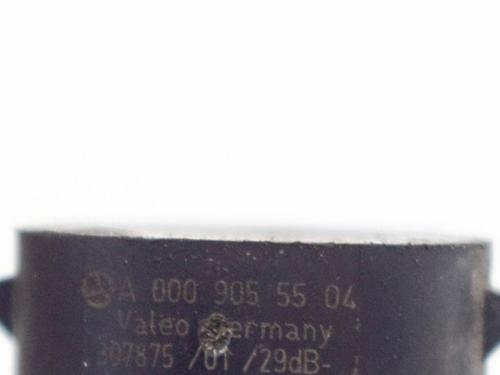 A 000 905 55 04
Valeo Germany
307875 /01 /29dB-